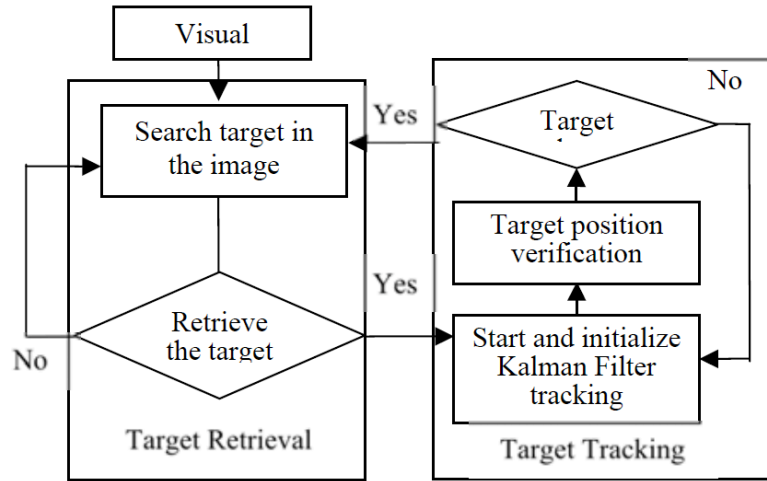 Visual
Search target in
the image
Retrieve
the target
No
Target Retrieval
Yes
Yes
No
Target
Target position
verification
Start and initialize
Kalman Filter
tracking
Target Tracking